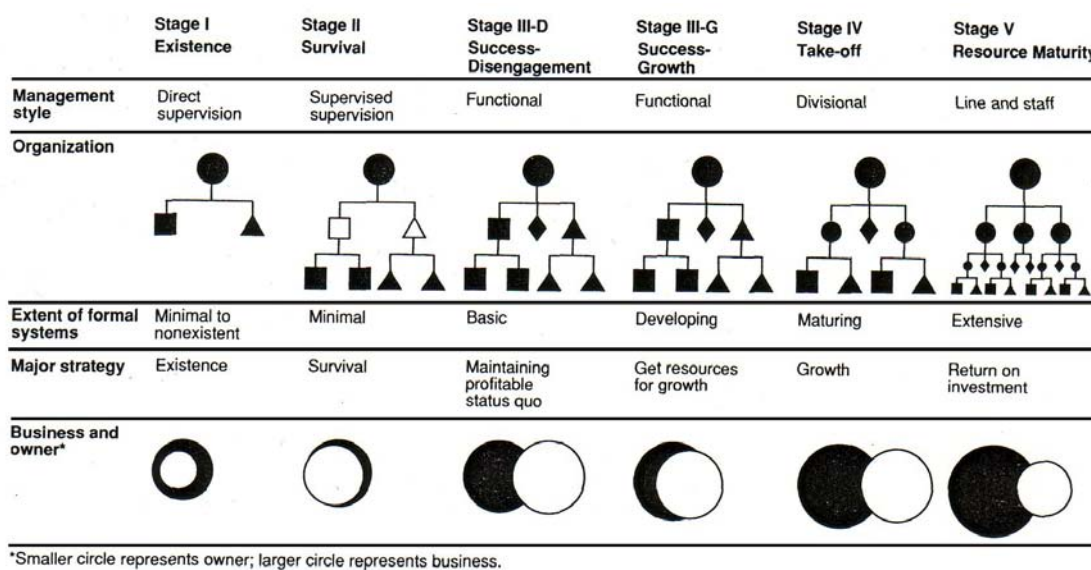 Stage I
Existence
Stage II
Survival
Stage III-D
Success-
Disengagement
Stage III-G
Success-
Growth
Stage IV
Take-off
Stage V
Resource Maturity
Management
style
Direct
supervision
Supervised
supervision
Functional
Functional
Divisional
Line and staff
Organization
Extent of formal
systems
Minimal to
nonexistent
Minimal
Basic
Developing
Maturing
Extensive
Major strategy
Existence
Survival
Maintaining
profitable
status quo
Get resources
for growth
Growth
Return on
investment
Business and
owner*
*Smaller circle represents owner; larger circle represents business.